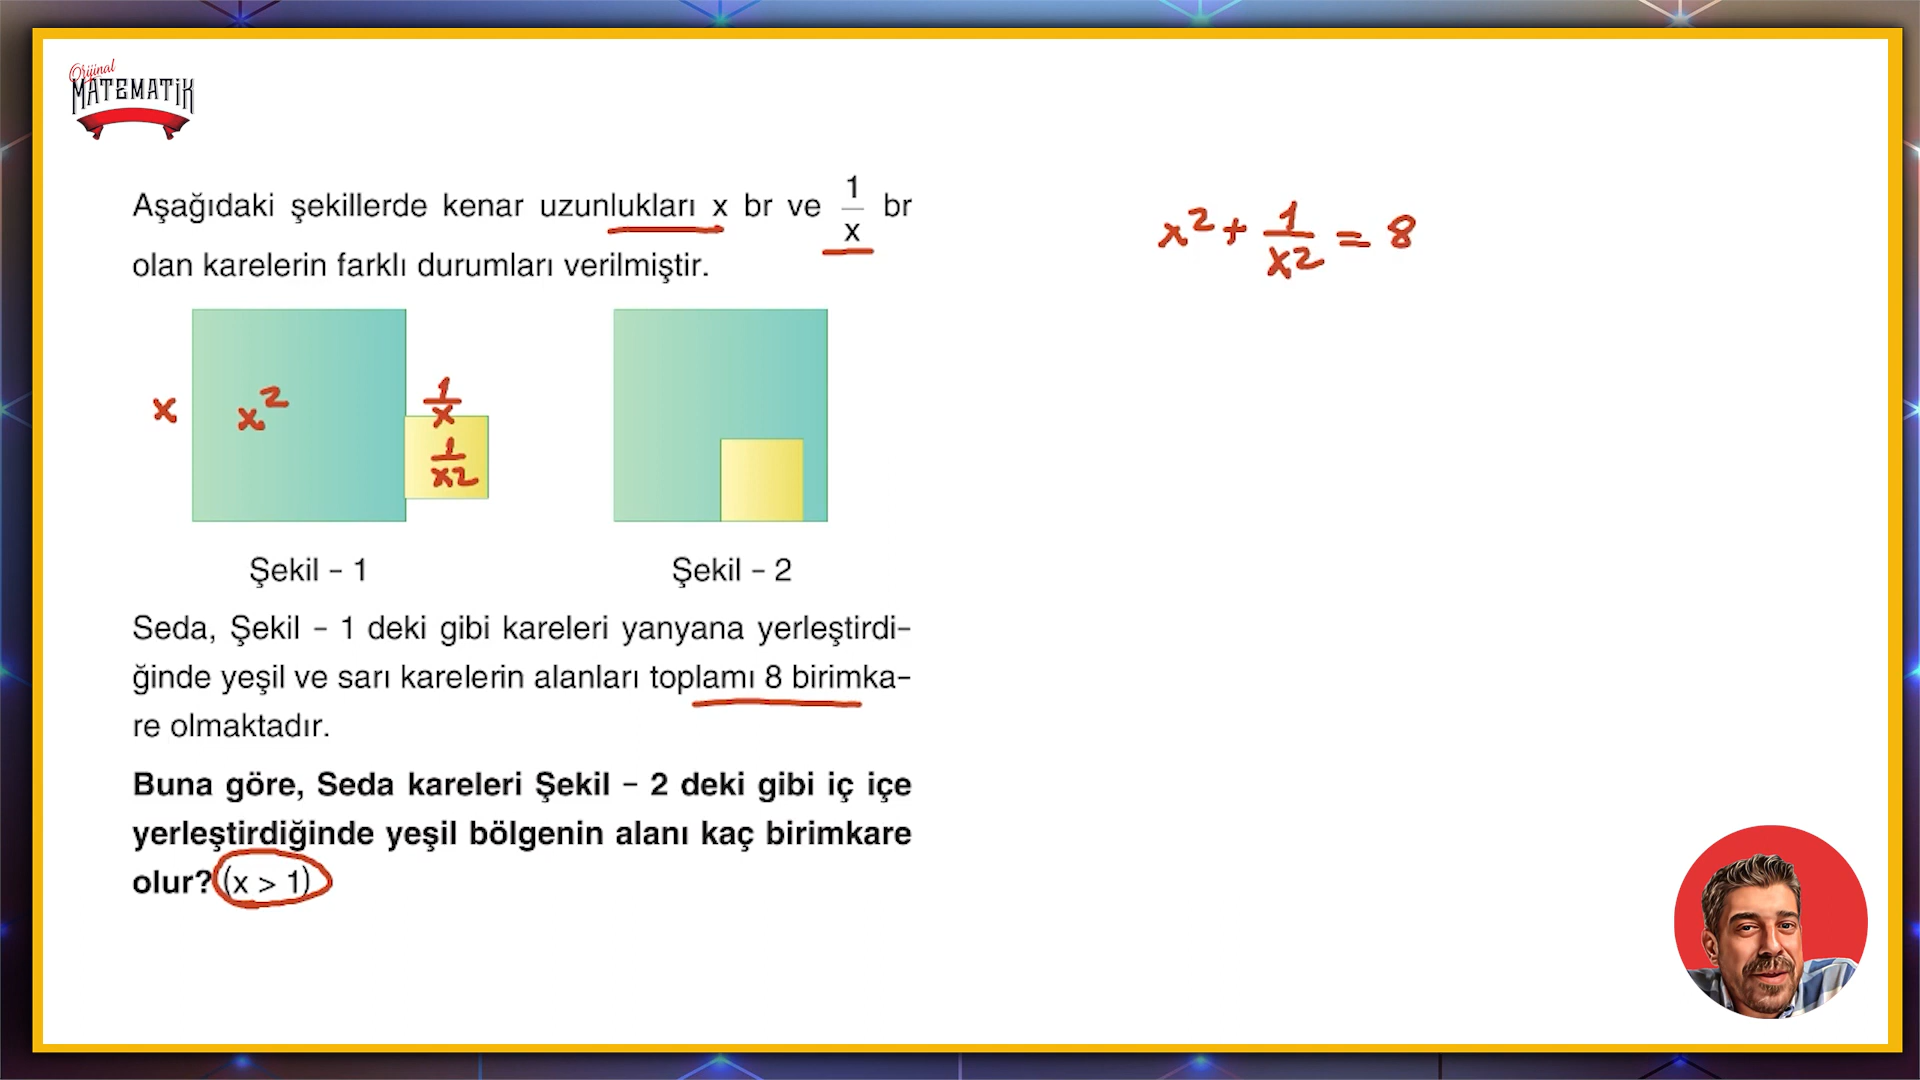 Orijinal
MATEMATİK
Aşağıdaki şekillerde kenar uzunlukları x br ve 1/x br
olan karelerin farklı durumları verilmiştir.
x² + 1/x² = 8
x
x²
1/x
1/x2
Şekil – 1
Şekil – 2
Seda, Şekil – 1 deki gibi kareleri yanyana yerleştirdi–
ğinde yeşil ve sarı karelerin alanları toplamı 8 birimka–
re olmaktadır.
Buna göre, Seda kareleri Şekil – 2 deki gibi iç içe
yerleştirdiğinde yeşil bölgenin alanı kaç birimkare
olur? (x > 1)